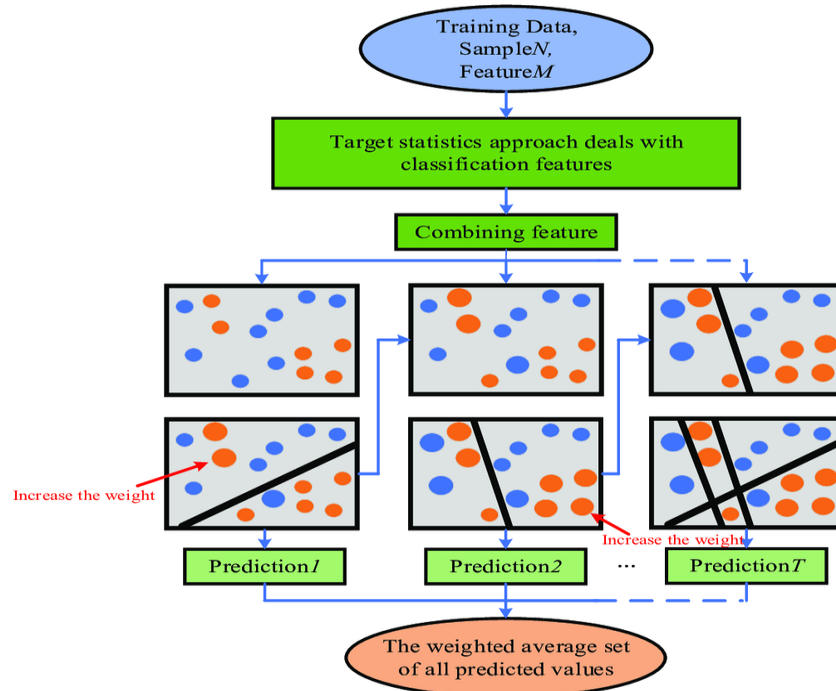 Training Data,
SampleN,
FeatureM
Target statistics approach deals with
classification features
Combining feature
Increase the weight
Increase the weight
Prediction1
Prediction2
...
PredictionT
The weighted average set
of all predicted values